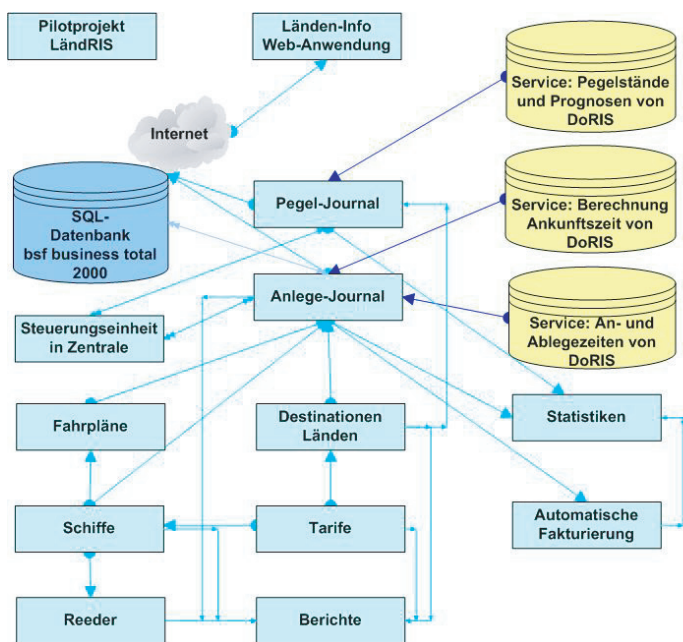 Pilotprojekt
LändRIS
Länden-Info
Web-Anwendung
Service: Pegelstände
und Prognosen von
DoRIS
Internet
SQL-
Datenbank
bsf business total
2000
Pegel-Journal
Service: Berechnung
Ankunftszeit von
DoRIS
Anlege-Journal
Steuerungseinheit
in Zentrale
Service: An- und
Ablegezeiten von
DoRIS
Fahrpläne
Destinationen
Länden
Statistiken
Schiffe
Tarife
Automatische
Fakturierung
Reeder
Berichte